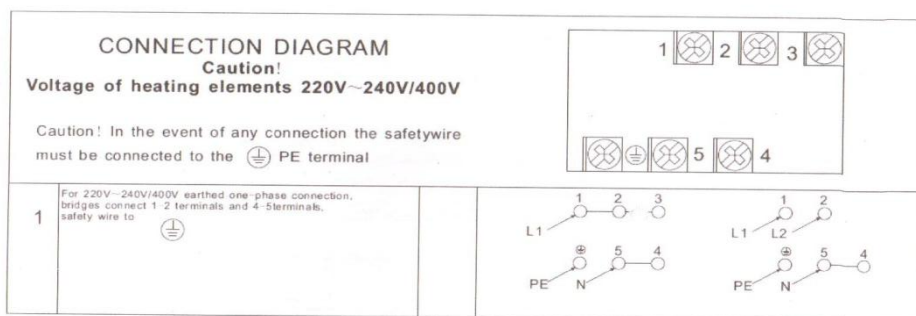 CONNECTION DIAGRAM
Caution!
Voltage of heating elements 220V~240V/400V
Caution! In the event of any connection the safetywire
must be connected to the ⏚ PE terminal
1 2 3
⏚ 5 4
1
For 220V~240V/400V earthed one-phase connection,
bridges connect 1-2 terminals and 4-5terminals,
safety wire to
⏚
1 2 3
L1
⏚ 5 4
PE N
1 2
L1 L2
⏚ 5 4
PE N